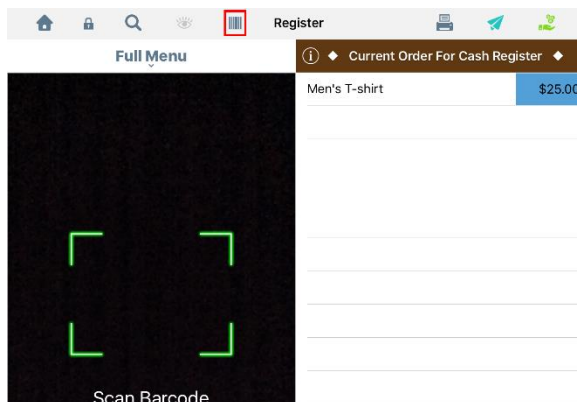 Register
Full Menu
Current Order For Cash Register
Men's T-shirt
$25.00
Scan Barcode